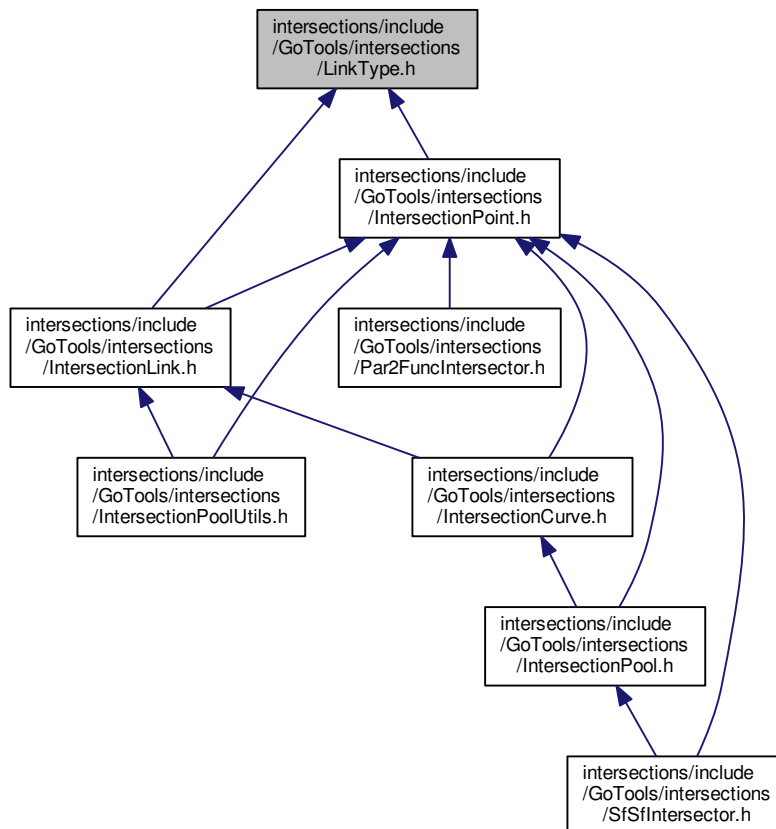 intersections/include
/GoTools/intersections
/LinkType.h
intersections/include
/GoTools/intersections
/IntersectionPoint.h
intersections/include
/GoTools/intersections
/IntersectionLink.h
intersections/include
/GoTools/intersections
/Par2FuncIntersector.h
intersections/include
/GoTools/intersections
/IntersectionPoolUtils.h
intersections/include
/GoTools/intersections
/IntersectionCurve.h
intersections/include
/GoTools/intersections
/IntersectionPool.h
intersections/include
/GoTools/intersections
/SfSfIntersector.h